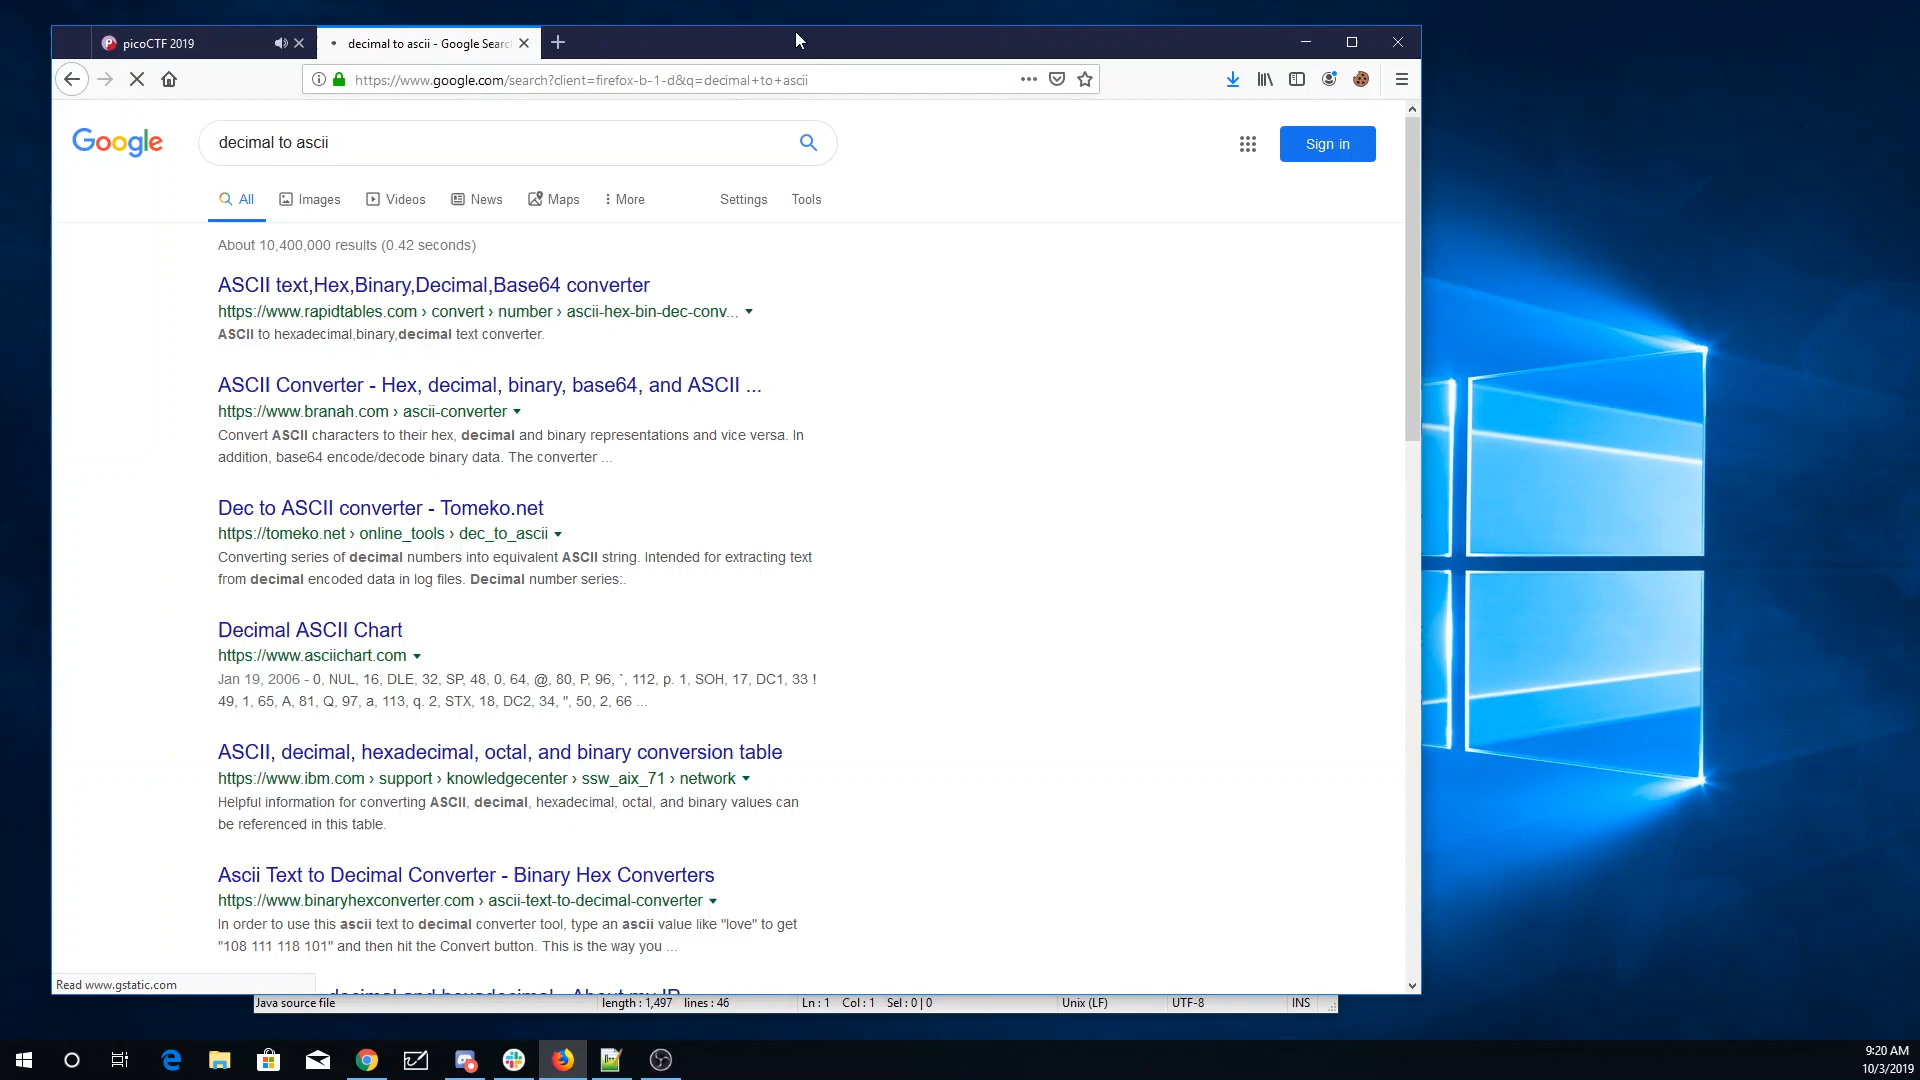 picoCTF 2019
decimal to ascii - Google Searc
https://www.google.com/search?client=firefox-b-1-d&q=decimal+to+ascii
Google
decimal to ascii
Sign in
All Images Videos News Maps More Settings Tools
About 10,400,000 results (0.42 seconds)
ASCII text,Hex,Binary,Decimal,Base64 converter
https://www.rapidtables.com › convert › number › ascii-hex-bin-dec-conv...
ASCII to hexadecimal,binary,decimal text converter.
ASCII Converter - Hex, decimal, binary, base64, and ASCII ...
https://www.branah.com › ascii-converter
Convert ASCII characters to their hex, decimal and binary representations and vice versa. In
addition, base64 encode/decode binary data. The converter ...
Dec to ASCII converter - Tomeko.net
https://tomeko.net › online_tools › dec_to_ascii
Converting series of decimal numbers into equivalent ASCII string. Intended for extracting text
from decimal encoded data in log files. Decimal number series:.
Decimal ASCII Chart
https://www.asciichart.com
Jan 19, 2006 - 0, NUL, 16, DLE, 32, SP, 48, 0, 64, @, 80, P, 96, `, 112, p. 1, SOH, 17, DC1, 33 !
49, 1, 65, A, 81, Q, 97, a, 113, q. 2, STX, 18, DC2, 34, ", 50, 2, 66 ...
ASCII, decimal, hexadecimal, octal, and binary conversion table
https://www.ibm.com › support › knowledgecenter › ssw_aix_71 › network
Helpful information for converting ASCII, decimal, hexadecimal, octal, and binary values can
be referenced in this table.
Ascii Text to Decimal Converter - Binary Hex Converters
https://www.binaryhexconverter.com › ascii-text-to-decimal-converter
In order to use this ascii text to decimal converter tool, type an ascii value like "love" to get
"108 111 118 101" and then hit the Convert button. This is the way you ...
decimal and hexadecimal - About my IP
Read www.gstatic.com
Java source file length : 1,497 lines : 46 Ln : 1 Col : 1 Sel : 0 | 0 Unix (LF) UTF-8 INS
9:20 AM
10/3/2019